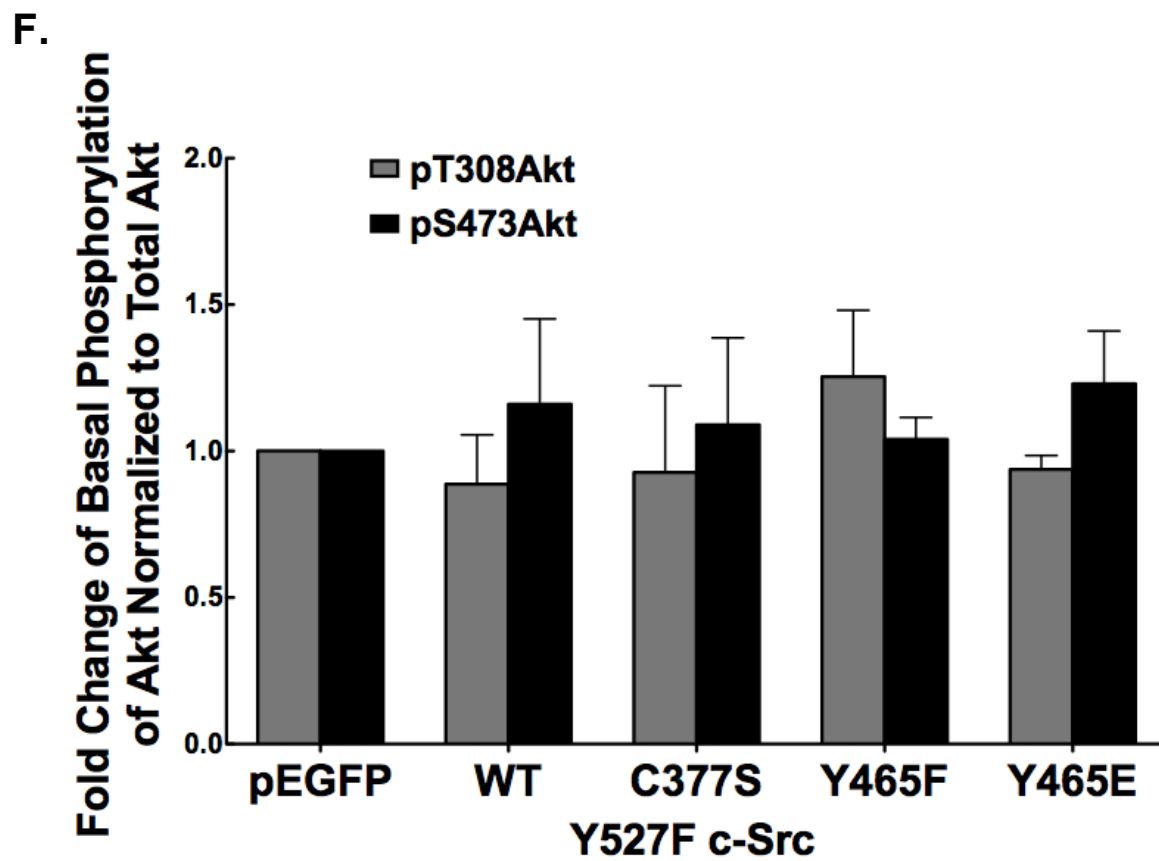 F.
Fold Change of Basal Phosphorylation
of Akt Normalized to Total Akt
2.0
1.5
1.0
0.5
0.0
pT308Akt
pS473Akt
pEGFP WT C377S Y465F Y465E
Y527F c-Src